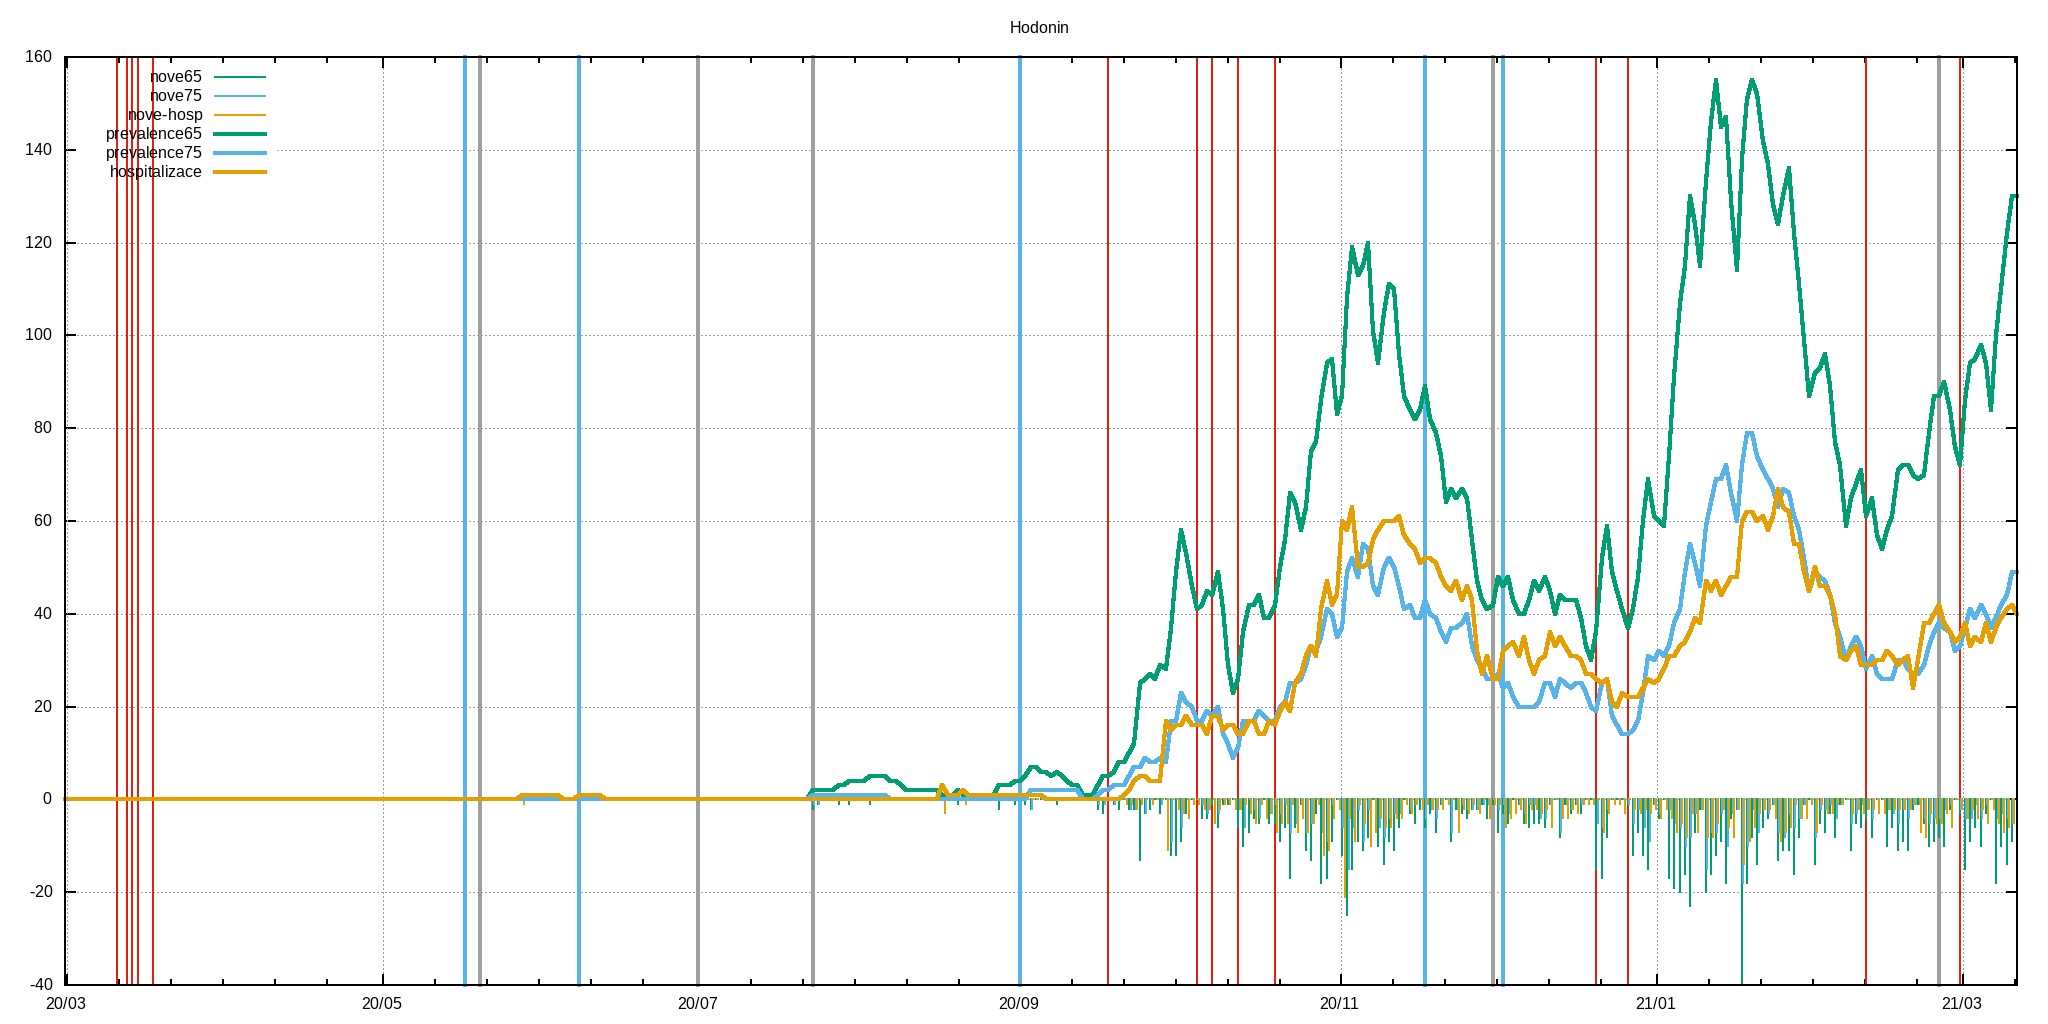 Hodonin
160
140
120
100
80
60
40
20
0
-20
-40
nove65
nove75
nove-hosp
prevalence65
prevalence75
hospitalizace
20/03 20/05 20/07 20/09 20/11 21/01 21/03